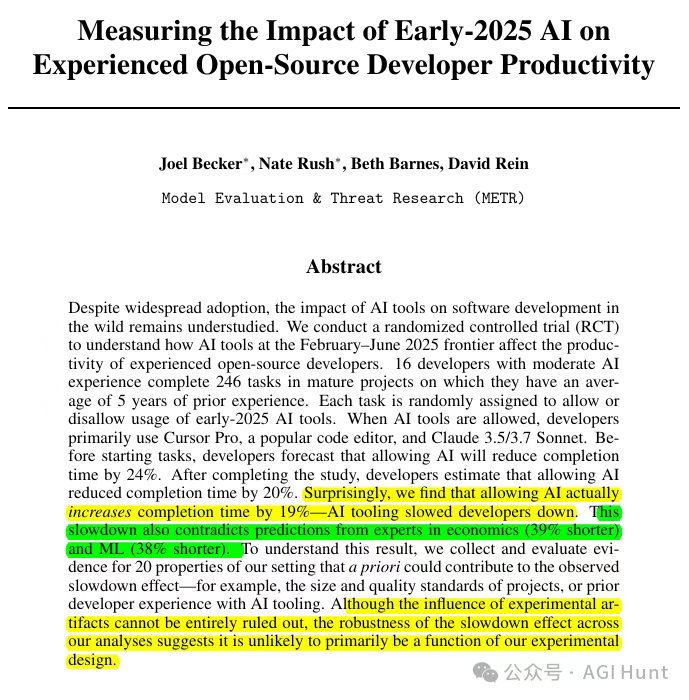 Measuring the Impact of Early-2025 AI on
Experienced Open-Source Developer Productivity
Joel Becker*, Nate Rush*, Beth Barnes, David Rein
Model Evaluation & Threat Research (METR)
Abstract
Despite widespread adoption, the impact of AI tools on software development in
the wild remains understudied. We conduct a randomized controlled trial (RCT)
to understand how AI tools at the February–June 2025 frontier affect the produc-
tivity of experienced open-source developers. 16 developers with moderate AI
experience complete 246 tasks in mature projects on which they have an aver-
age of 5 years of prior experience. Each task is randomly assigned to allow or
disallow usage of early-2025 AI tools. When AI tools are allowed, developers
primarily use Cursor Pro, a popular code editor, and Claude 3.5/3.7 Sonnet. Be-
fore starting tasks, developers forecast that allowing AI will reduce completion
time by 24%. After completing the study, developers estimate that allowing AI
reduced completion time by 20%. Surprisingly, we find that allowing AI actually
increases completion time by 19%—AI tooling slowed developers down. This
slowdown also contradicts predictions from experts in economics (39% shorter)
and ML (38% shorter). To understand this result, we collect and evaluate evi-
dence for 20 properties of our setting that a priori could contribute to the observed
slowdown effect—for example, the size and quality standards of projects, or prior
developer experience with AI tooling. Although the influence of experimental ar-
tifacts cannot be entirely ruled out, the robustness of the slowdown effect across
our analyses suggests it is unlikely to primarily be a function of our experimental
design.
公众号 · AGI Hunt